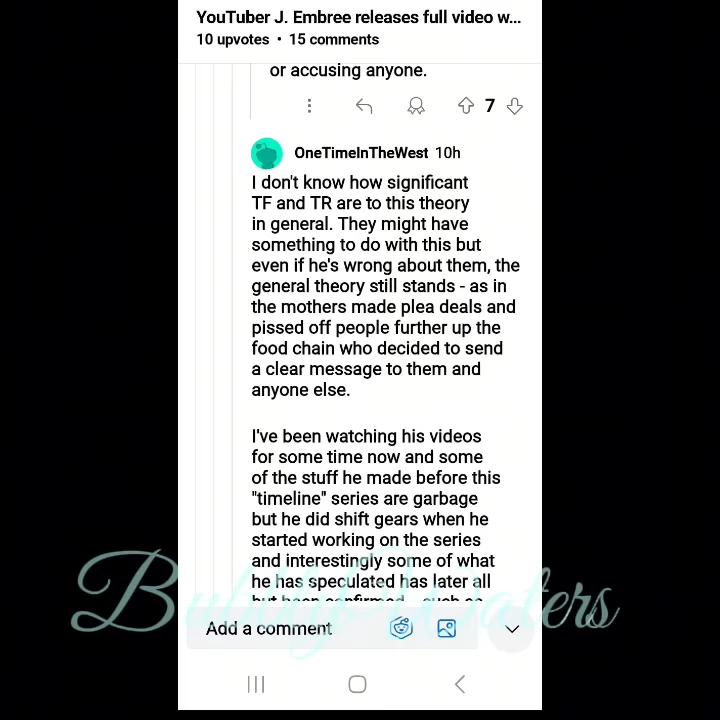 YouTuber J. Embree releases full video w...
10 upvotes • 15 comments
or accusing anyone.
7
OneTimeInTheWest 10h
I don't know how significant
TF and TR are to this theory
in general. They might have
something to do with this but
even if he's wrong about them, the
general theory still stands - as in
the mothers made plea deals and
pissed off people further up the
food chain who decided to send
a clear message to them and
anyone else.
I've been watching his videos
for some time now and some
of the stuff he made before this
"timeline" series are garbage
but he did shift gears when he
started working on the series
and interestingly some of what
he has speculated has later all
but been confirmed
Add a comment